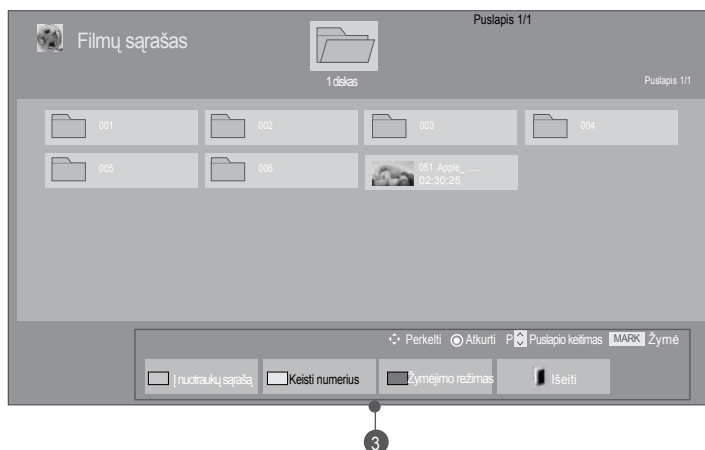 Puslapis 1/1
Filmų sąrašas
1 diskas
Puslapis 1/1
001 002 003 004
005 006 051. Apple_ ......
02:30:25
Perkelti Atkurti P Puslapio keitimas MARK Žymė
Į nuotraukų sąrašą Keisti numerius Žymėjimo režimas Išeiti
3